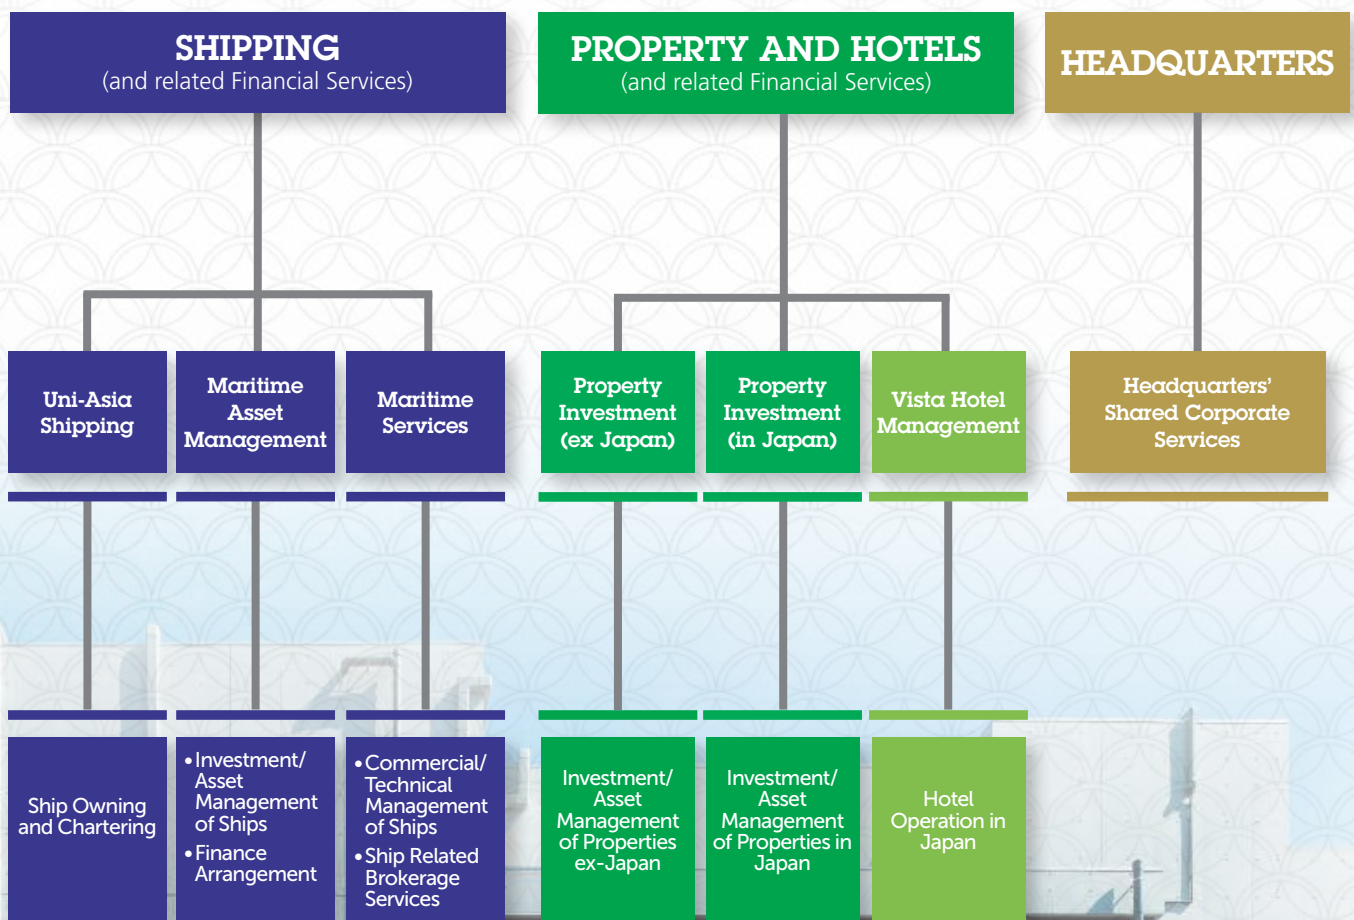 SHIPPING
(and related Financial Services)
PROPERTY AND HOTELS
(and related Financial Services)
HEADQUARTERS
Uni-Asia
Shipping
Maritime
Asset
Management
Maritime
Services
Property
Investment
(ex Japan)
Property
Investment
(in Japan)
Vista Hotel
Management
Headquarters’
Shared Corporate
Services
Ship Owning
and Chartering
• Investment/
Asset
Management
of Ships
• Finance
Arrangement
• Commercial/
Technical
Management
of Ships
• Ship Related
Brokerage
Services
Investment/
Asset
Management
of Properties
ex-Japan
Investment/
Asset
Management
of Properties in
Japan
Hotel
Operation in
Japan